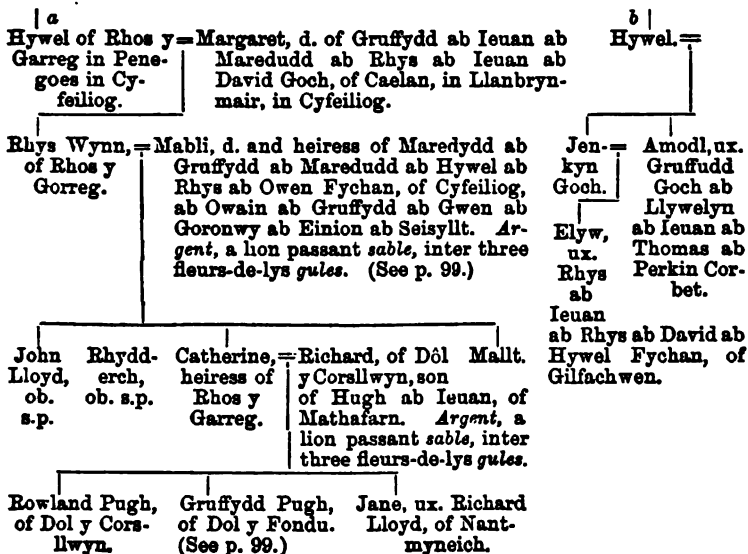 a
Hywel of Rhos y=Margaret, d. of Gruffydd ab Ieuan ab
Garreg in Pene-
goes in Cy-
feiliog.
Maredudd ab Rhys ab Ieuan ab
David Goch, of Caelan, in Llanbryn-
mair, in Cyfeiliog.
b
Hywel.=
Rhys Wynn,=Mabli, d. and heiress of Maredydd ab
of Rhos y
Gorreg.
Gruffydd ab Maredudd ab Hywel ab
Rhys ab Owen Fychan, of Cyfeiliog,
ab Owain ab Gruffydd ab Gwen ab
Goronwy ab Einion ab Seisyllt. Ar-
gent, a lion passant sable, inter three
fleurs-de-lys gules. (See p. 99.)
Jen-=
kyn
Goch.
Amodl, ux.
Gruffudd
Goch ab
Llywelyn
ab Ieuan ab
Thomas ab
Perkin Cor-
bet.
Elyw,
ux.
Rhys
ab
Ieuan
ab Rhys ab David ab
Hywel Fychan, of
Gilfachwen.
John
Lloyd,
ob.
s.p.
Rhydd-
erch,
ob. s.p.
Catherine,=Richard, of Dôl
heiress of
Rhos y
Garreg.
y Corsllwyn, son
of Hugh ab Ieuan, of
Mathafarn. Argent, a
lion passant sable, inter
three fleurs-de-lys gules.
Mallt.
Rowland Pugh,
of Dol y Cors-
llwyn.
Gruffydd Pugh,
of Dol y Fondu.
(See p. 99.)
Jane, ux. Richard
Lloyd, of Nant-
myneich.